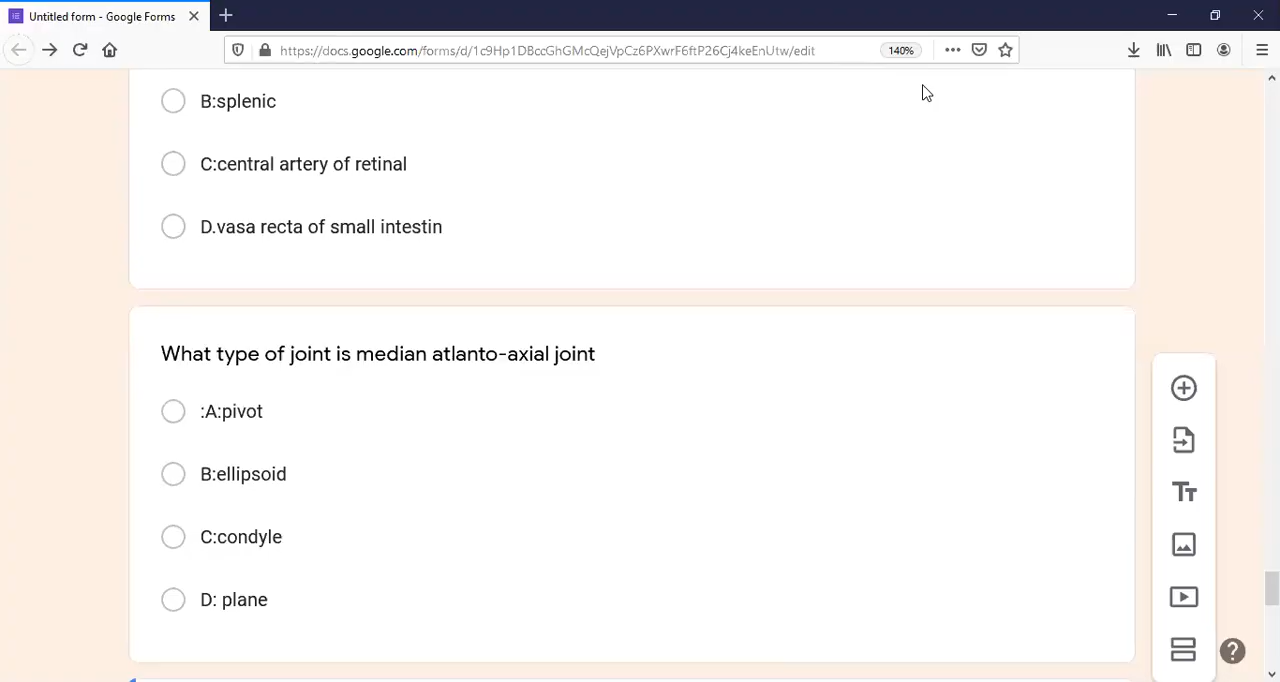 Untitled form - Google Forms
https://docs.google.com/forms/d/1c9Hp1DBccGhGMcQejVpCz6PXwrF6ftP26Cj4keEnUtw/edit
140%
B:splenic
C:central artery of retinal
D.vasa recta of small intestin
What type of joint is median atlanto-axial joint
:A:pivot
B:ellipsoid
C:condyle
D: plane
Tт